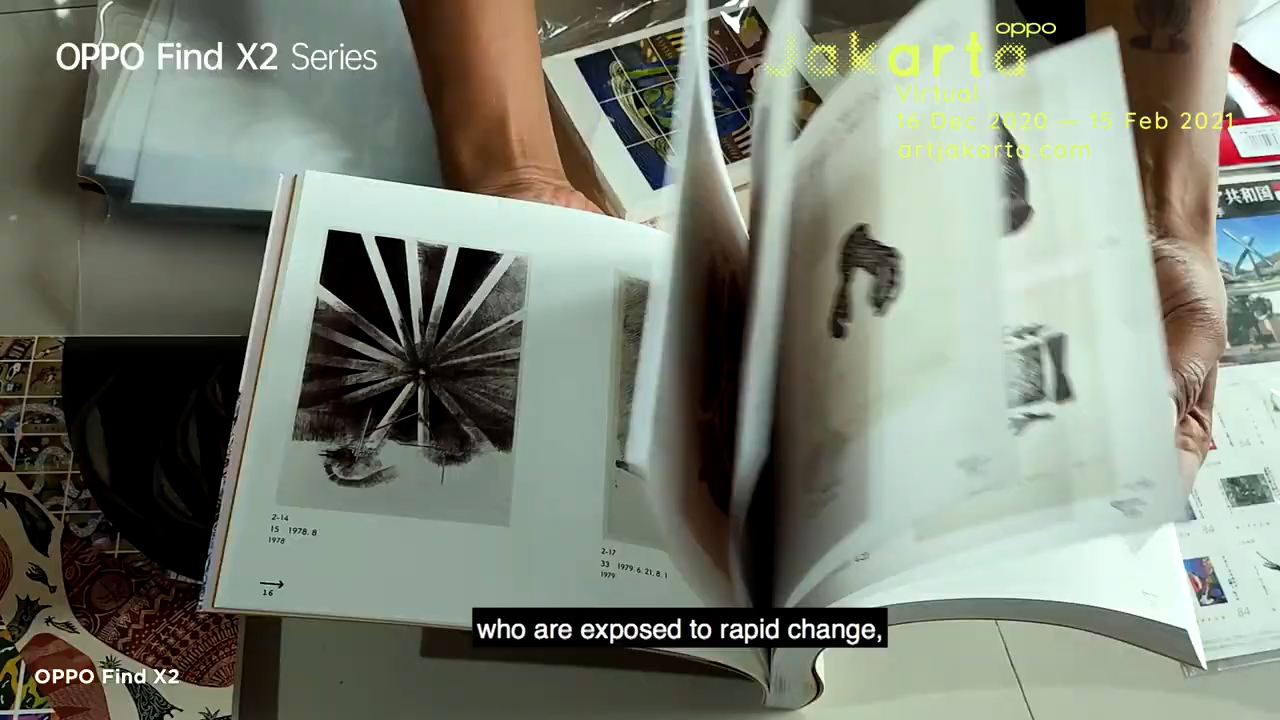 OPPO Find X2 Series
oppo
Jakarta
Virtual
16 Dec 2020 — 15 Feb 2021
artjakarta.com
共和国
2-14
15 1978. 8
1978
16
2-17
33 1979. 6. 21, 8. 1
1979
84
84
who are exposed to rapid change,
OPPO Find X2